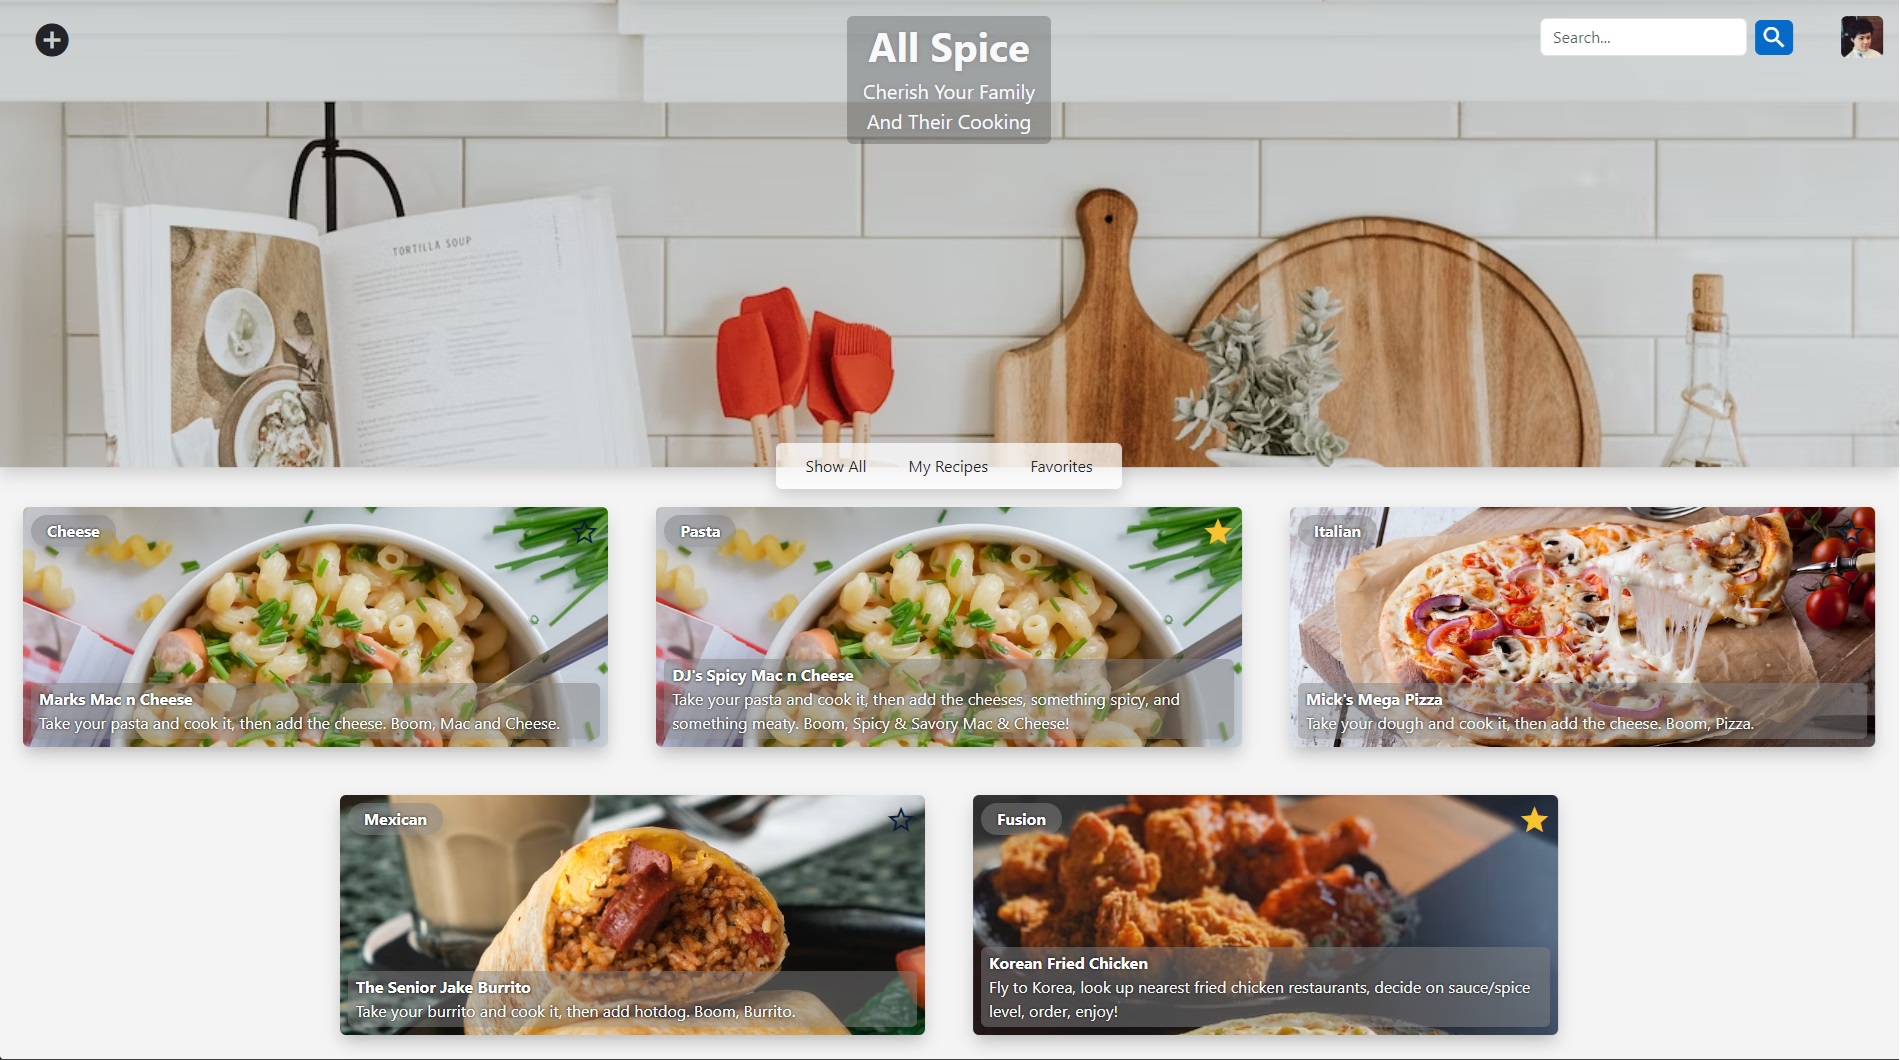 All Spice
Cherish Your Family
And Their Cooking
Search...
TORTILLA SOUP
Show All
My Recipes
Favorites
Cheese
Marks Mac n Cheese
Take your pasta and cook it, then add the cheese. Boom, Mac and Cheese.
Pasta
DJ's Spicy Mac n Cheese
Take your pasta and cook it, then add the cheeses, something spicy, and
something meaty. Boom, Spicy & Savory Mac & Cheese!
Italian
Mick's Mega Pizza
Take your dough and cook it, then add the cheese. Boom, Pizza.
Mexican
The Senior Jake Burrito
Take your burrito and cook it, then add hotdog. Boom, Burrito.
Fusion
Korean Fried Chicken
Fly to Korea, look up nearest fried chicken restaurants, decide on sauce/spice
level, order, enjoy!